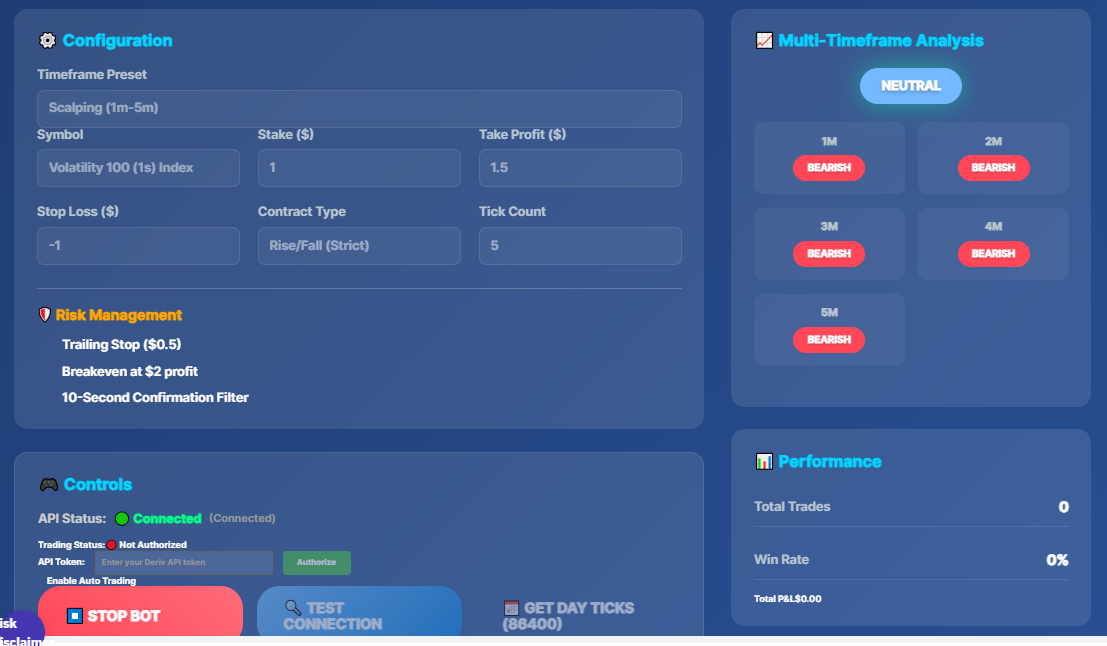 Configuration
Timeframe Preset
Scalping (1m-5m)
Symbol
Stake ($)
Take Profit ($)
Volatility 100 (1s) Index
1
1.5
Stop Loss ($)
Contract Type
Tick Count
-1
Rise/Fall (Strict)
5
Risk Management
Trailing Stop ($0.5)
Breakeven at $2 profit
10-Second Confirmation Filter
Controls
API Status: Connected (Connected)
Trading Status: Not Authorized
API Token: Enter your Deriv API token Authorize
Enable Auto Trading
STOP BOT
TEST
CONNECTION
GET DAY TICKS
(86400)
isk
isclaimer
Multi-Timeframe Analysis
NEUTRAL
1M
BEARISH
2M
BEARISH
3M
BEARISH
4M
BEARISH
5M
BEARISH
Performance
Total Trades 0
Win Rate 0%
Total P&L$0.00